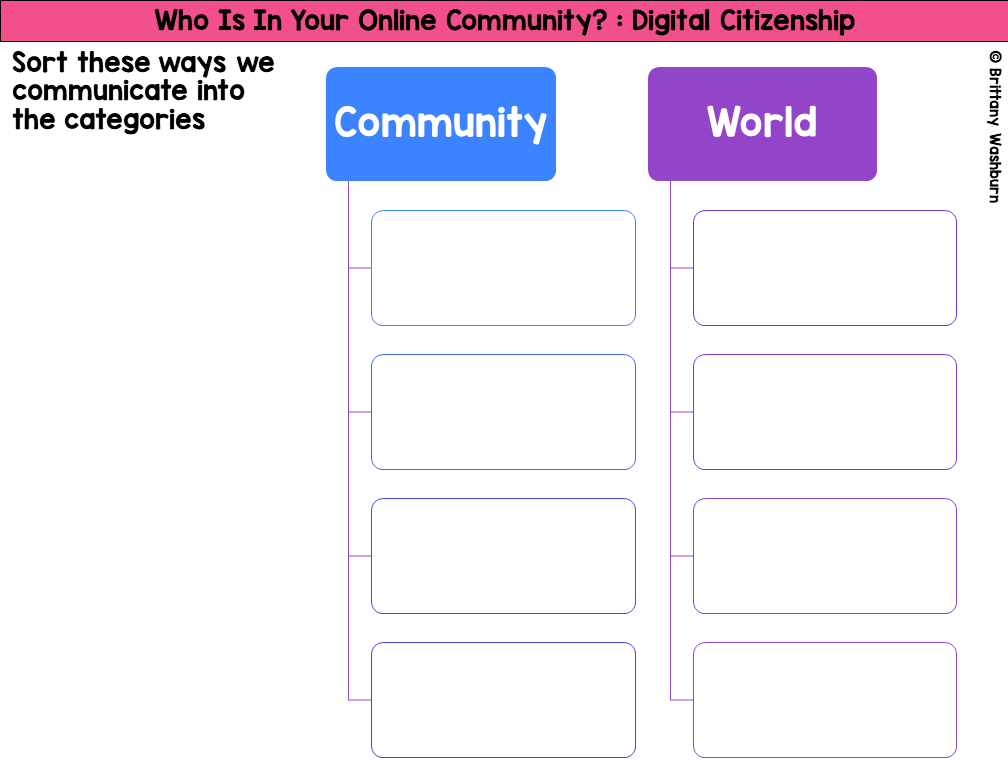 Who Is In Your Online Community? : Digital Citizenship
Sort these ways we
communicate into
the categories
Community
World
© Brittany Washburn